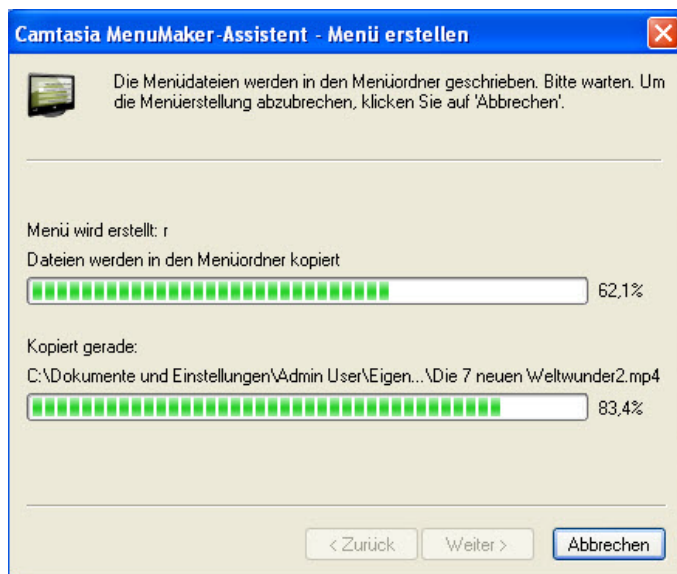 Camtasia MenuMaker-Assistent - Menü erstellen
Die Menüdateien werden in den Menüordner geschrieben. Bitte warten. Um
die Menüerstellung abzubrechen, klicken Sie auf 'Abbrechen'.
Menü wird erstellt: r
Dateien werden in den Menüordner kopiert
62,1%
Kopiert gerade:
C:\Dokumente und Einstellungen\Admin User\Eigen...\Die 7 neuen Weltwunder2.mp4
83,4%
< Zurück Weiter > Abbrechen